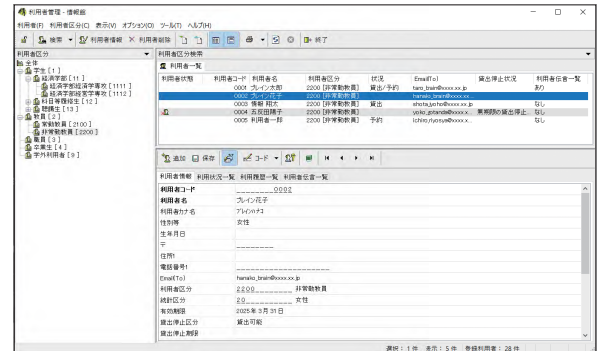 利用者管理 - 情報館
利用者(F) 利用者区分(C) 表示(V) オプション(O) ツール(T) ヘルプ(H)
検索 利用者情報 利用者削除 終了
利用者区分
利用者区分検索
全体
学生 [ 1 ]
経済学部 [ 11 ]
経済学部経済学専攻 [ 1111 ]
経済学部経営学専攻 [ 1112 ]
科目等履修生 [ 12 ]
聴講生 [ 13 ]
教員 [ 2 ]
常勤教員 [ 2100 ]
非常勤教員 [ 2200 ]
職員 [ 3 ]
卒業生 [ 4 ]
学外利用者 [ 9 ]
利用者一覧
利用者状態 利用者コード 利用者名 利用者区分 状況 Email(To) 貸出停止状況 利用者伝言一覧
0001 ブレイン太郎 2200 [非常勤教員] 貸出/予約 taro_brain@xxxx.xx.jp あり
0002 ブレイン花子 2200 [非常勤教員] hanako_brain@xxxx.xx...
0003 情報 翔太 2200 [非常勤教員] 貸出 shota_jyoho@xxxx.xx.jp なし
0004 五反田陽子 2200 [非常勤教員] 無期限の貸出停止... なし
0005 利用者一郎 2200 [非常勤教員] 予約 ichiro_riyosya@xxxx.x... なし
追加 保存 コード
利用者情報 利用状況一覧 利用履歴一覧 利用者伝言一覧
利用者コード 0002
利用者名 ブレイン花子
利用者カナ名 ブレインハナコ
性別等 女性
生年月日
〒
住所1
電話番号1
Email(To) hanako_brain@xxxx.xx.jp
利用者区分 2200 非常勤教員
統計区分 20 女性
有効期限 2025年 3月 31日
貸出停止区分 貸出可能
貸出停止期限
選択 : 1 件 表示 : 5 件 登録利用者 : 28 件